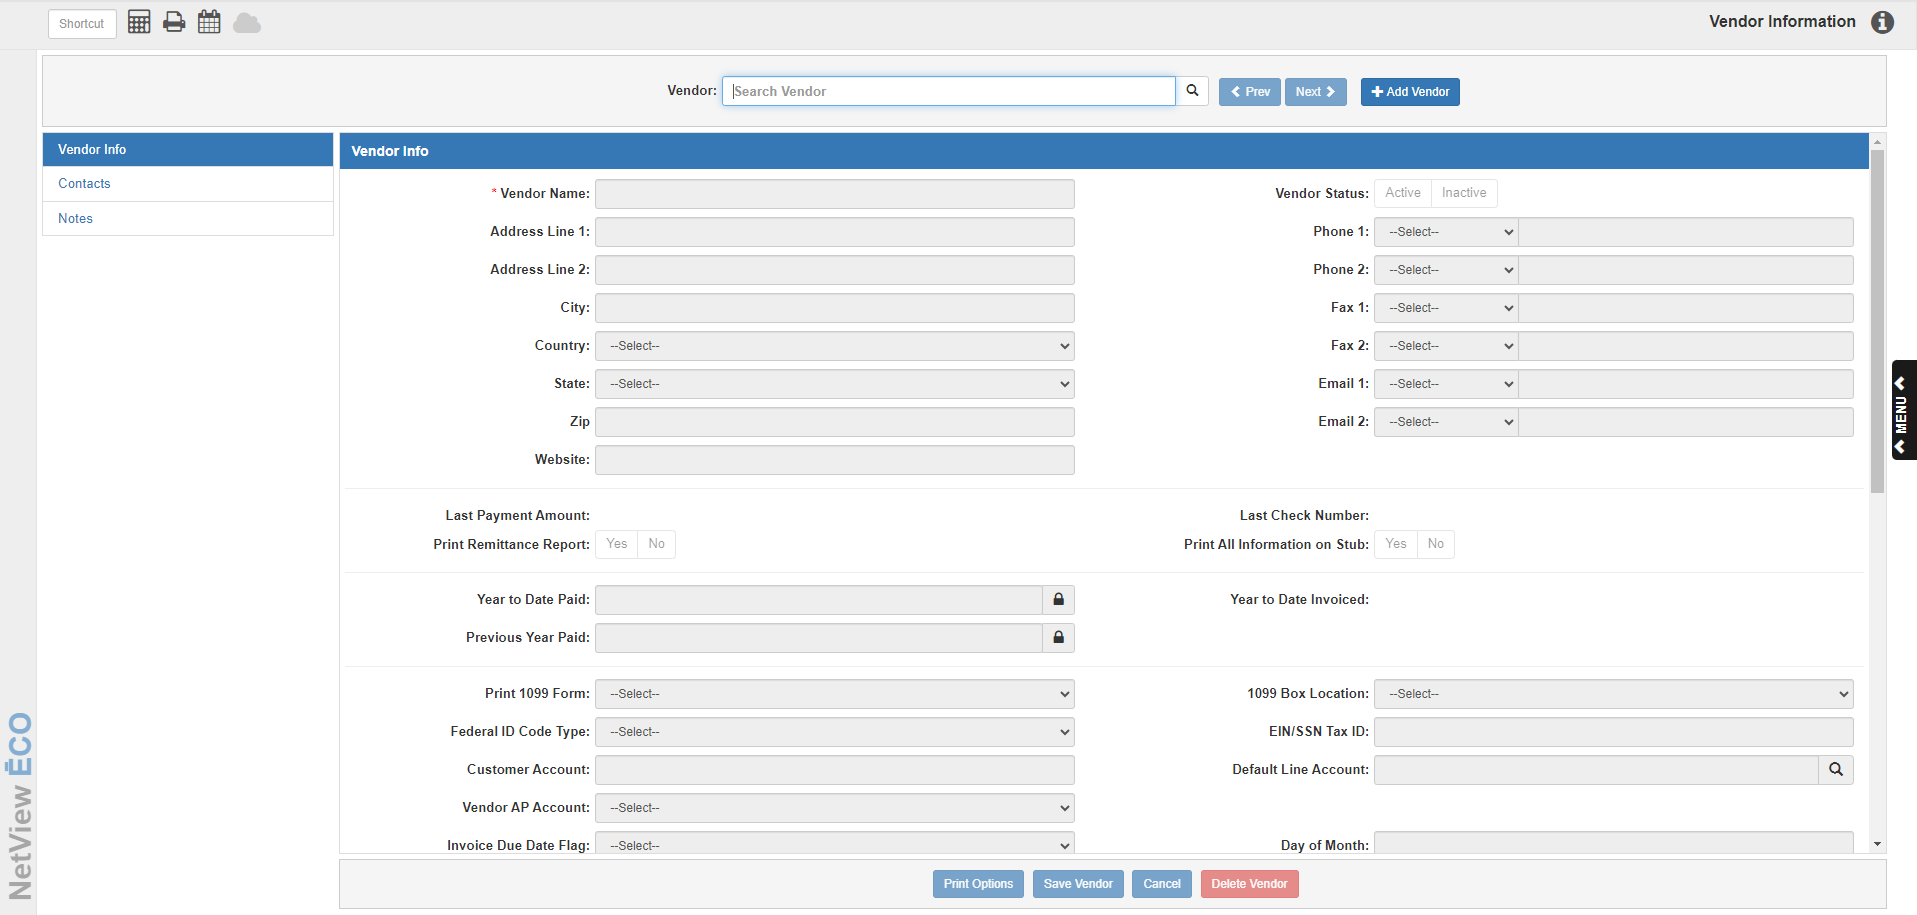 Shortcut
Vendor Information
Vendor: Search Vendor Prev Next Add Vendor
Vendor Info
Contacts
Notes
Vendor Info
* Vendor Name: Vendor Status: Active Inactive
Address Line 1: Phone 1: --Select--
Address Line 2: Phone 2: --Select--
City: Fax 1: --Select--
Country: --Select-- Fax 2: --Select--
State: --Select-- Email 1: --Select--
Zip Email 2: --Select--
Website:
Last Payment Amount: Last Check Number:
Print Remittance Report: Yes No Print All Information on Stub: Yes No
Year to Date Paid: Year to Date Invoiced:
Previous Year Paid:
Print 1099 Form: --Select-- 1099 Box Location: --Select--
Federal ID Code Type: --Select-- EIN/SSN Tax ID:
Customer Account: Default Line Account:
Vendor AP Account: --Select--
Invoice Due Date Flag: --Select-- Day of Month:
Print Options Save Vendor Cancel Delete Vendor
MENU
NetView ĒCO